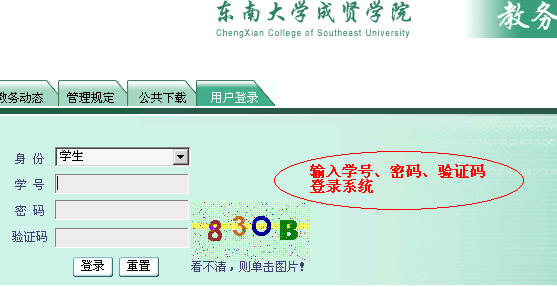 东南大学成贤学院
ChengXian College of Southeast University
教务
教务动态 管理规定 公共下载 用户登录
身 份 学生
学 号
密 码
验证码 83OB
输入学号、密码、验证码
登录系统
看不清，则单击图片!
登录 重置